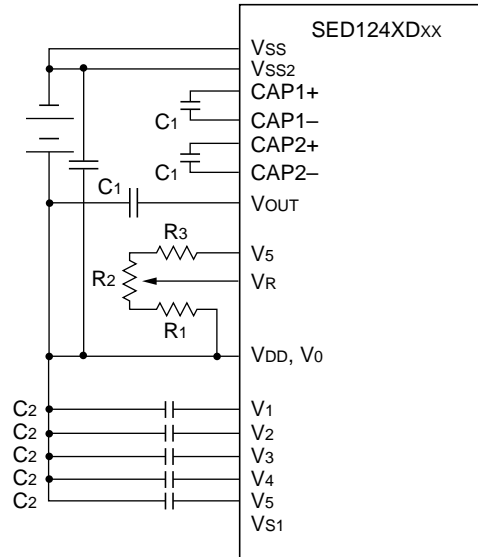 SED124XDXX
VSS
VSS2
CAP1+
C1
CAP1–
CAP2+
C1
CAP2–
C1
VOUT
R3
V5
R2
VR
R1
VDD, V0
C2
V1
C2
V2
C2
V3
C2
V4
C2
V5
VS1